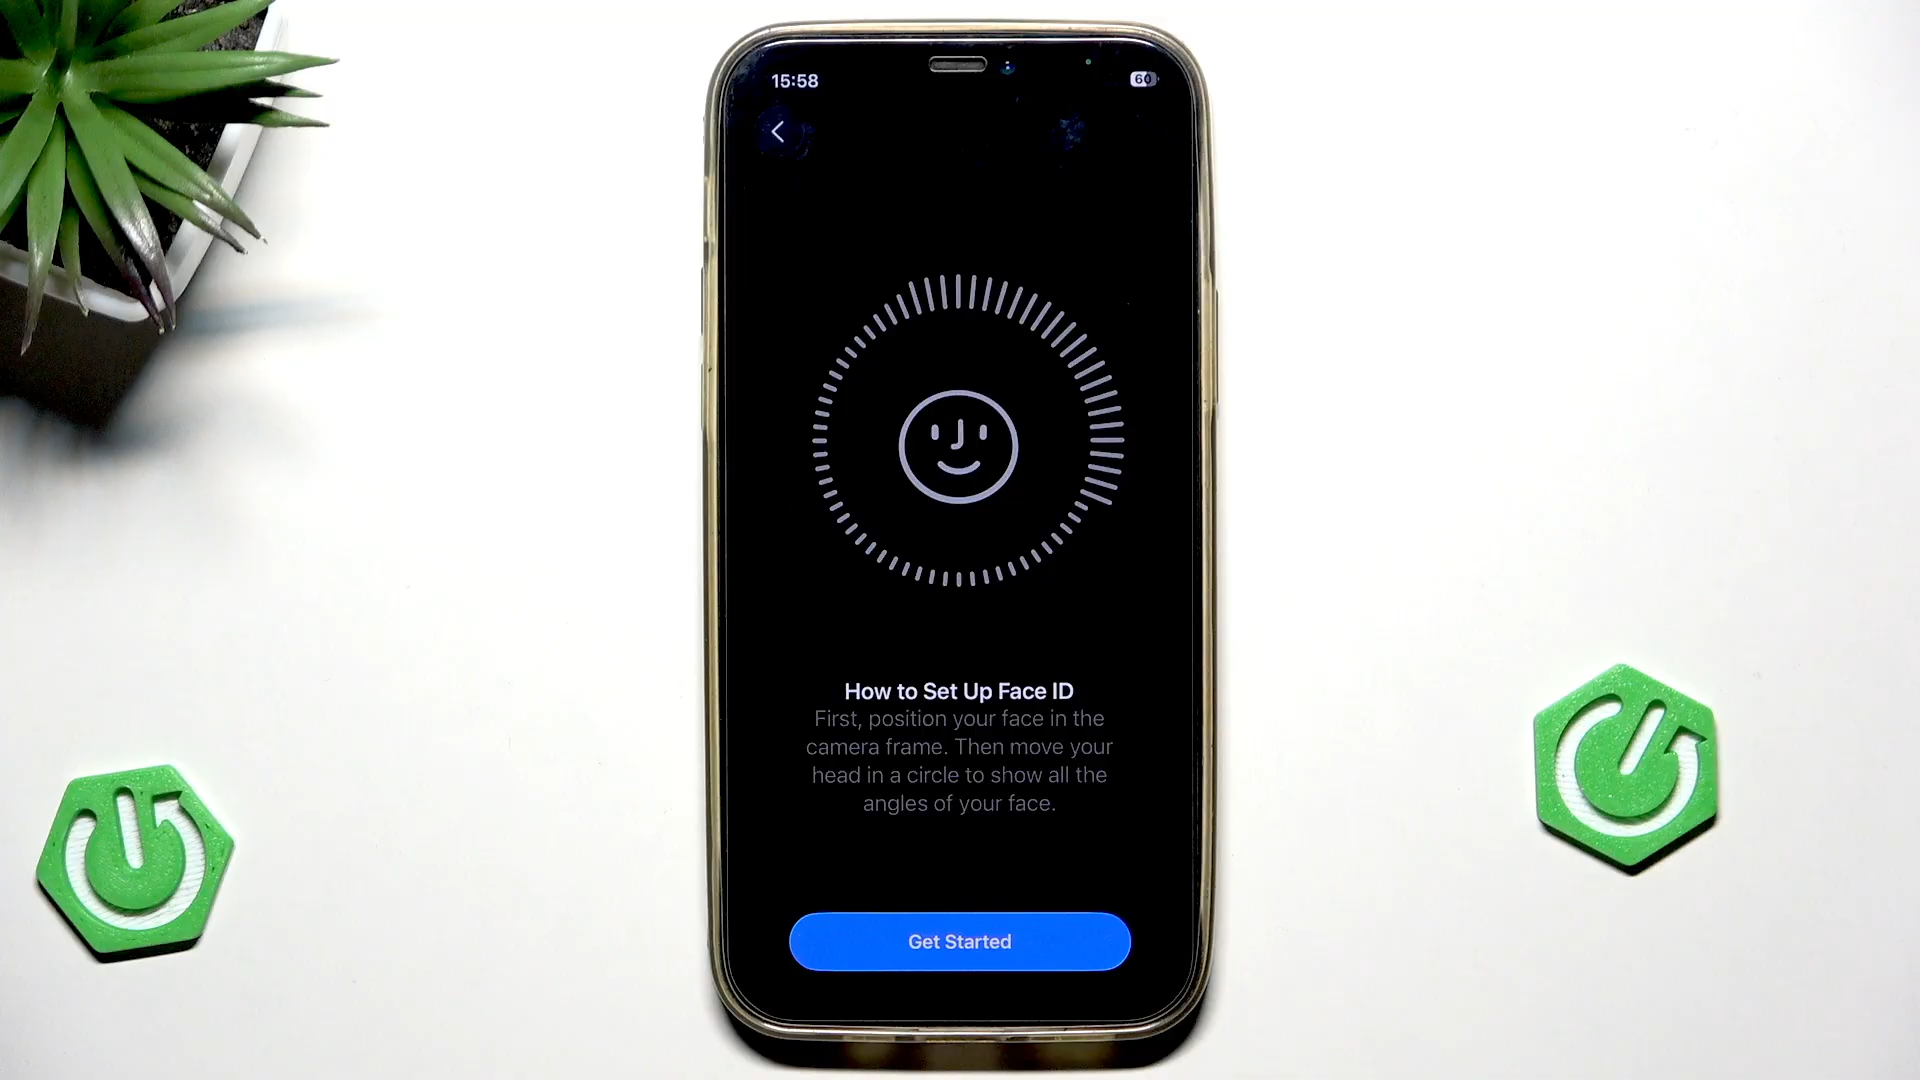 15:58
60
How to Set Up Face ID
First, position your face in the
camera frame. Then move your
head in a circle to show all the
angles of your face.
Get Started